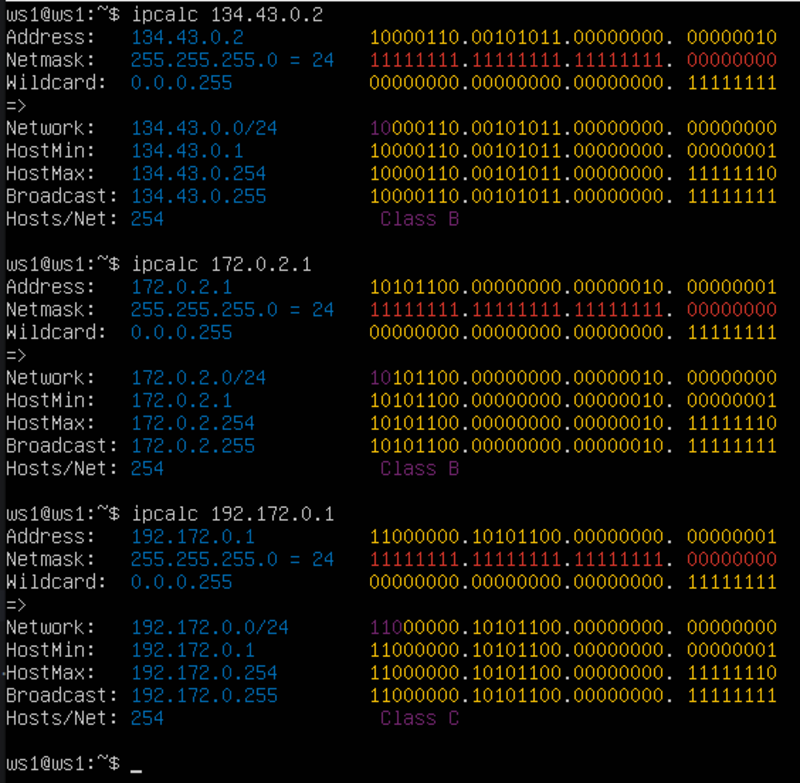 ws1@ws1:~$ ipcalc 134.43.0.2
Address:   134.43.0.2           10000110.00101011.00000000. 00000010
Netmask:   255.255.255.0 = 24   11111111.11111111.11111111. 00000000
Wildcard:  0.0.0.255            00000000.00000000.00000000. 11111111
=>
Network:   134.43.0.0/24        10000110.00101011.00000000. 00000000
HostMin:   134.43.0.1           10000110.00101011.00000000. 00000001
HostMax:   134.43.0.254         10000110.00101011.00000000. 11111110
Broadcast: 134.43.0.255         10000110.00101011.00000000. 11111111
Hosts/Net: 254                   Class B
ws1@ws1:~$ ipcalc 172.0.2.1
Address:   172.0.2.1            10101100.00000000.00000010. 00000001
Netmask:   255.255.255.0 = 24   11111111.11111111.11111111. 00000000
Wildcard:  0.0.0.255            00000000.00000000.00000000. 11111111
=>
Network:   172.0.2.0/24         10101100.00000000.00000010. 00000000
HostMin:   172.0.2.1            10101100.00000000.00000010. 00000001
HostMax:   172.0.2.254          10101100.00000000.00000010. 11111110
Broadcast: 172.0.2.255          10101100.00000000.00000010. 11111111
Hosts/Net: 254                   Class B
ws1@ws1:~$ ipcalc 192.172.0.1
Address:   192.172.0.1          11000000.10101100.00000000. 00000001
Netmask:   255.255.255.0 = 24   11111111.11111111.11111111. 00000000
Wildcard:  0.0.0.255            00000000.00000000.00000000. 11111111
=>
Network:   192.172.0.0/24       11000000.10101100.00000000. 00000000
HostMin:   192.172.0.1          11000000.10101100.00000000. 00000001
HostMax:   192.172.0.254        11000000.10101100.00000000. 11111110
Broadcast: 192.172.0.255        11000000.10101100.00000000. 11111111
Hosts/Net: 254                   Class C
ws1@ws1:~$ _